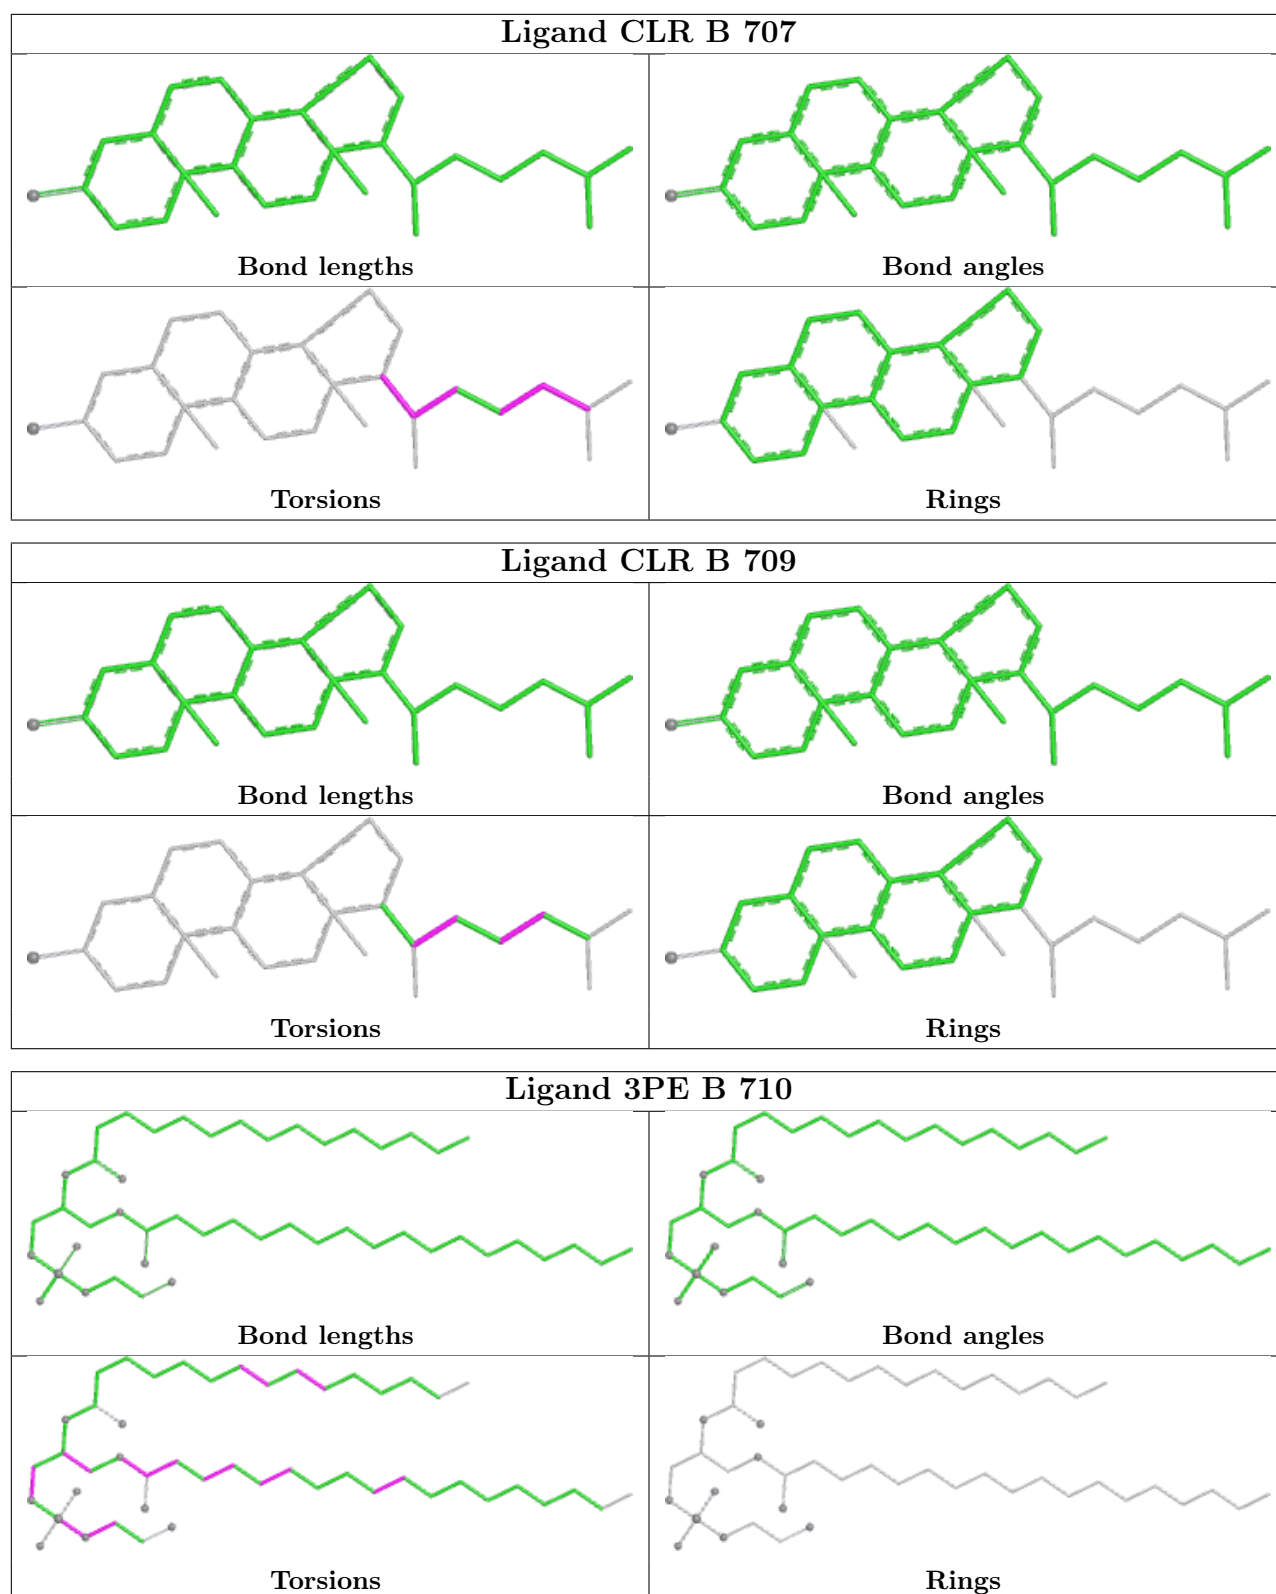 Ligand CLR B 707
Bond lengths
Bond angles
Torsions
Rings
Ligand CLR B 709
Bond lengths
Bond angles
Torsions
Rings
Ligand 3PE B 710
Bond lengths
Bond angles
Torsions
Rings